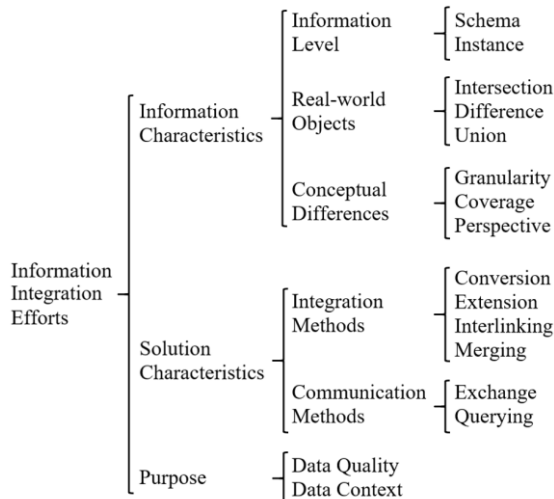 Information
Integration
Efforts
Information
Characteristics
Information
Level
Schema
Instance
Real-world
Objects
Intersection
Difference
Union
Conceptual
Differences
Granularity
Coverage
Perspective
Solution
Characteristics
Integration
Methods
Conversion
Extension
Interlinking
Merging
Communication
Methods
Exchange
Querying
Purpose
Data Quality
Data Context